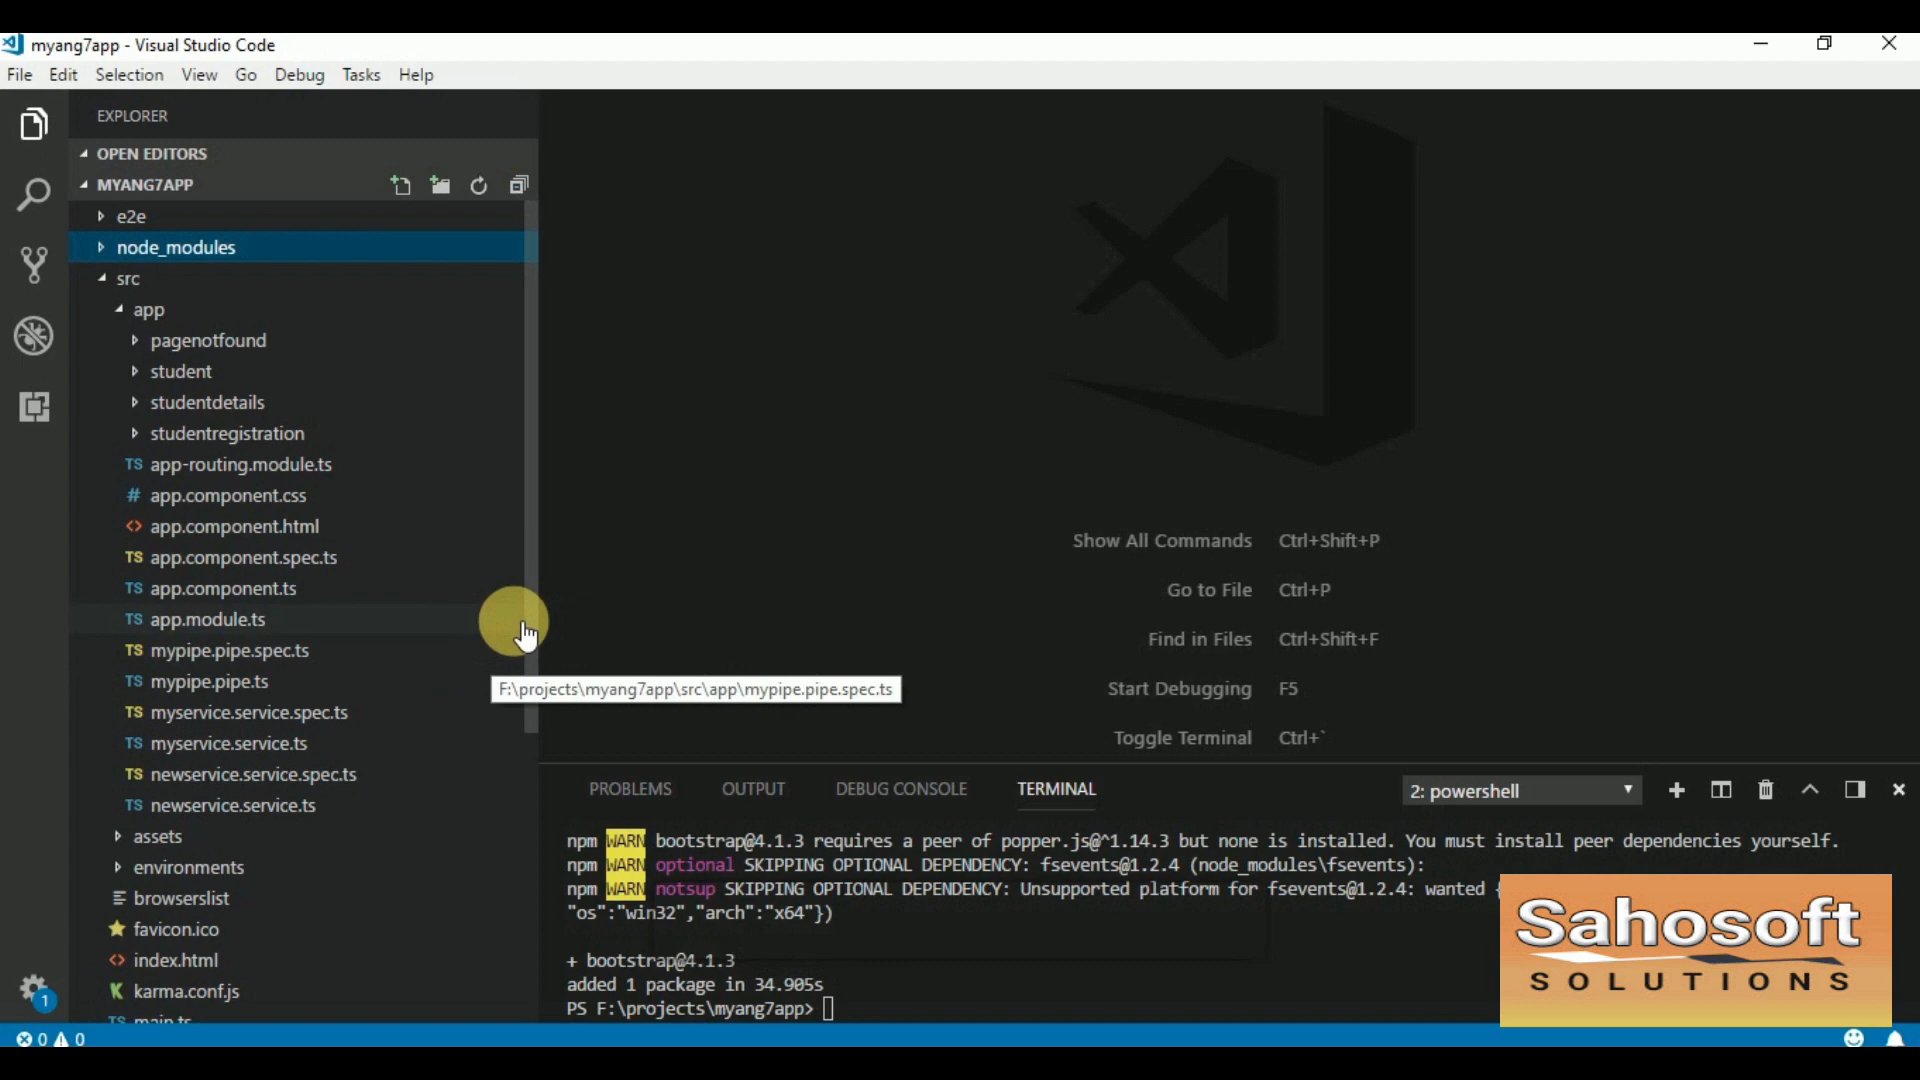 myang7app - Visual Studio Code
File Edit Selection View Go Debug Tasks Help
EXPLORER
OPEN EDITORS
MYANG7APP
e2e
node_modules
src
app
pagenotfound
student
studentdetails
studentregistration
TS app-routing.module.ts
# app.component.css
<> app.component.html
TS app.component.spec.ts
TS app.component.ts
TS app.module.ts
TS mypipe.pipe.spec.ts
TS mypipe.pipe.ts
TS myservice.service.spec.ts
TS myservice.service.ts
TS newservice.service.spec.ts
TS newservice.service.ts
assets
environments
browserslist
favicon.ico
<> index.html
K karma.conf.js
TS main.ts
1
F:\projects\myang7app\src\app\mypipe.pipe.spec.ts
Show All Commands Ctrl+Shift+P
Go to File Ctrl+P
Find in Files Ctrl+Shift+F
Start Debugging F5
Toggle Terminal Ctrl+`
PROBLEMS OUTPUT DEBUG CONSOLE TERMINAL 2: powershell
npm WARN bootstrap@4.1.3 requires a peer of popper.js@^1.14.3 but none is installed. You must install peer dependencies yourself.
npm WARN optional SKIPPING OPTIONAL DEPENDENCY: fsevents@1.2.4 (node_modules\fsevents):
npm WARN notsup SKIPPING OPTIONAL DEPENDENCY: Unsupported platform for fsevents@1.2.4: wanted
"os":"win32","arch":"x64"})
+ bootstrap@4.1.3
added 1 package in 34.905s
PS F:\projects\myang7app>
Sahosoft
SOLUTIONS
0 0